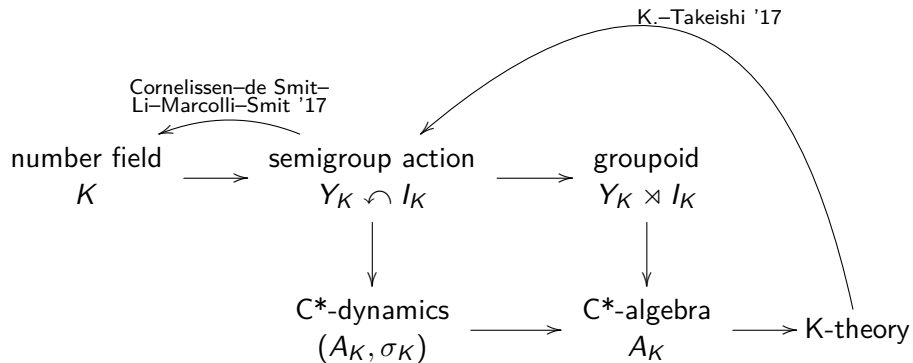 K.–Takeishi '17
Cornelissen–de Smit–
Li–Marcolli–Smit '17
number field
semigroup action
groupoid
K
Y_K ↶ I_K
Y_K ⋊ I_K
C*-dynamics
C*-algebra
K-theory
(A_K, σ_K)
A_K